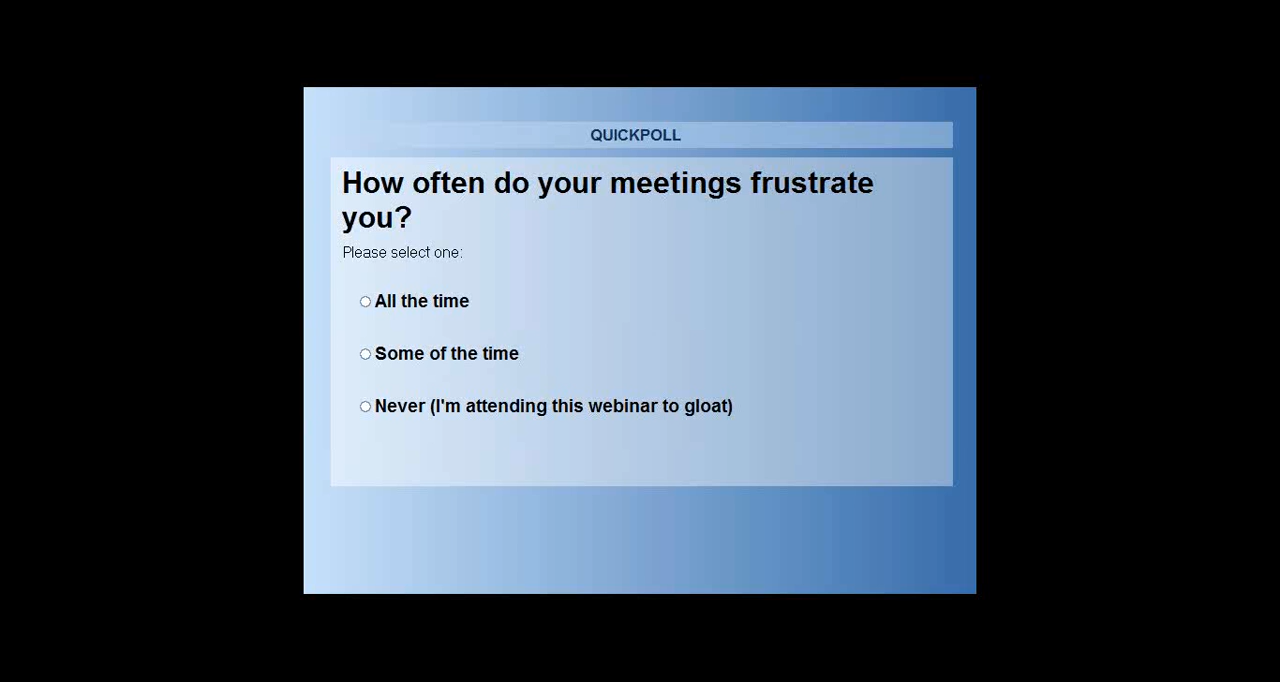 QUICKPOLL
How often do your meetings frustrate
you?
Please select one:
All the time
Some of the time
Never (I'm attending this webinar to gloat)